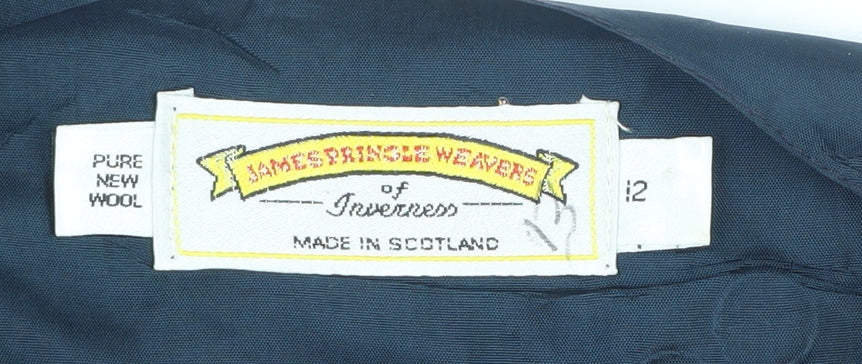 PURE
NEW
WOOL
JAMES PRINGLE WEAVERS
of
Inverness
MADE IN SCOTLAND
12